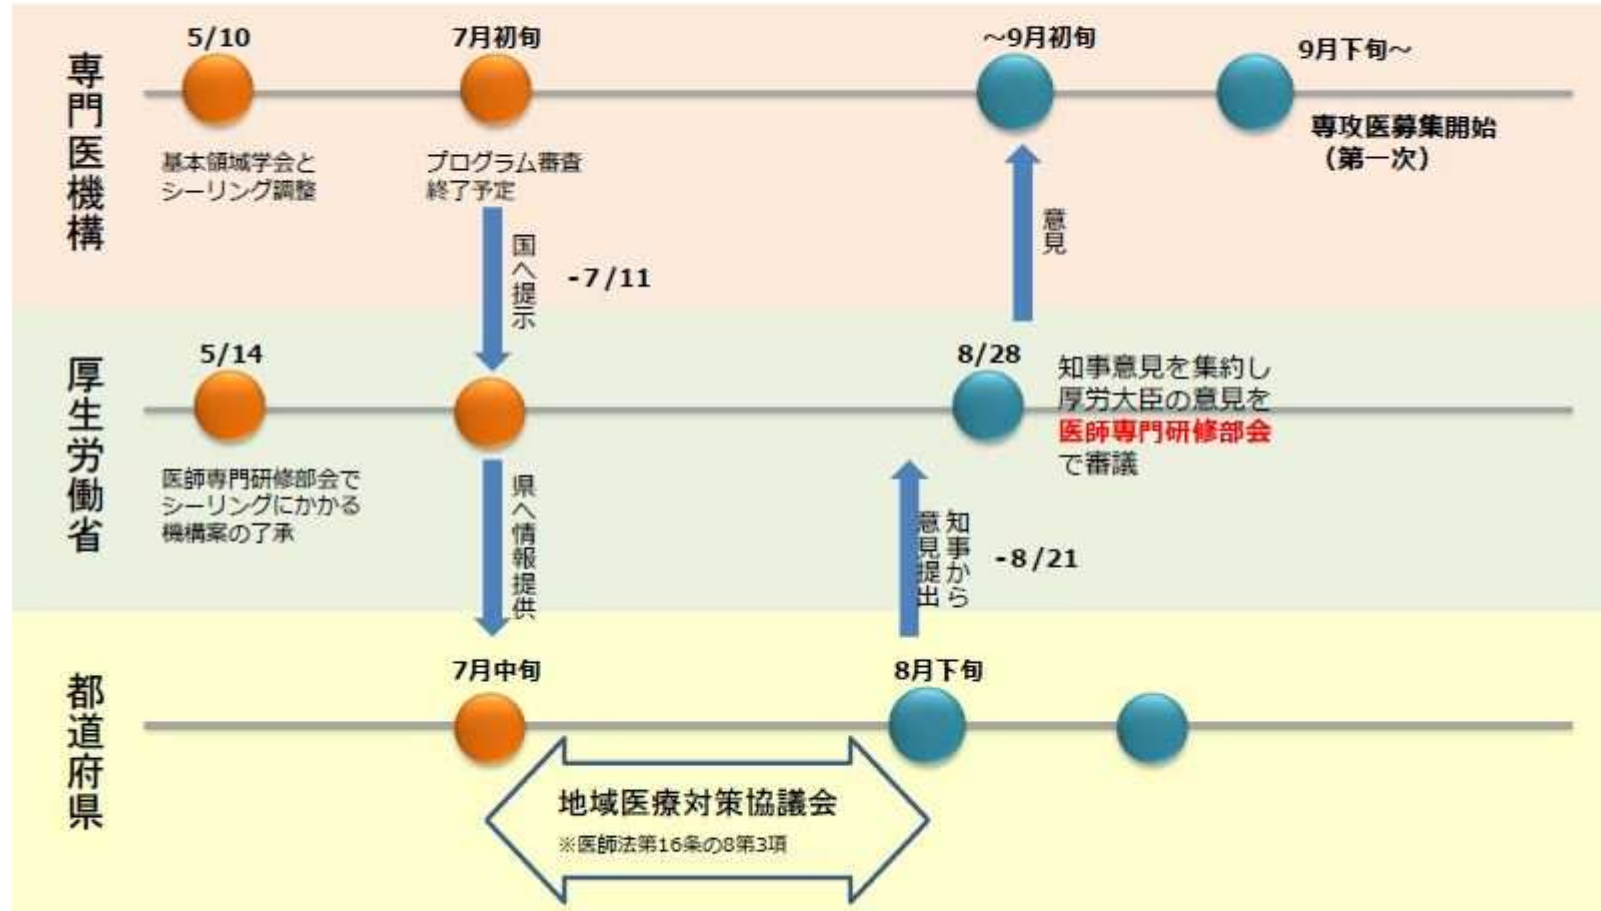 専門医機構
5/10
基本領域学会と
シーリング調整
7月初旬
プログラム審査
終了予定
国へ提示
-7/11
～9月初旬
意見
9月下旬～
専攻医募集開始
（第一次）
厚生労働省
5/14
医師専門研修部会で
シーリングにかかる
機構案の了承
県へ情報提供
8/28
知事意見を集約し
厚労大臣の意見を
医師専門研修部会
で審議
知事から
意見提出
-8/21
都道府県
7月中旬
8月下旬
地域医療対策協議会
※医師法第16条の8第3項